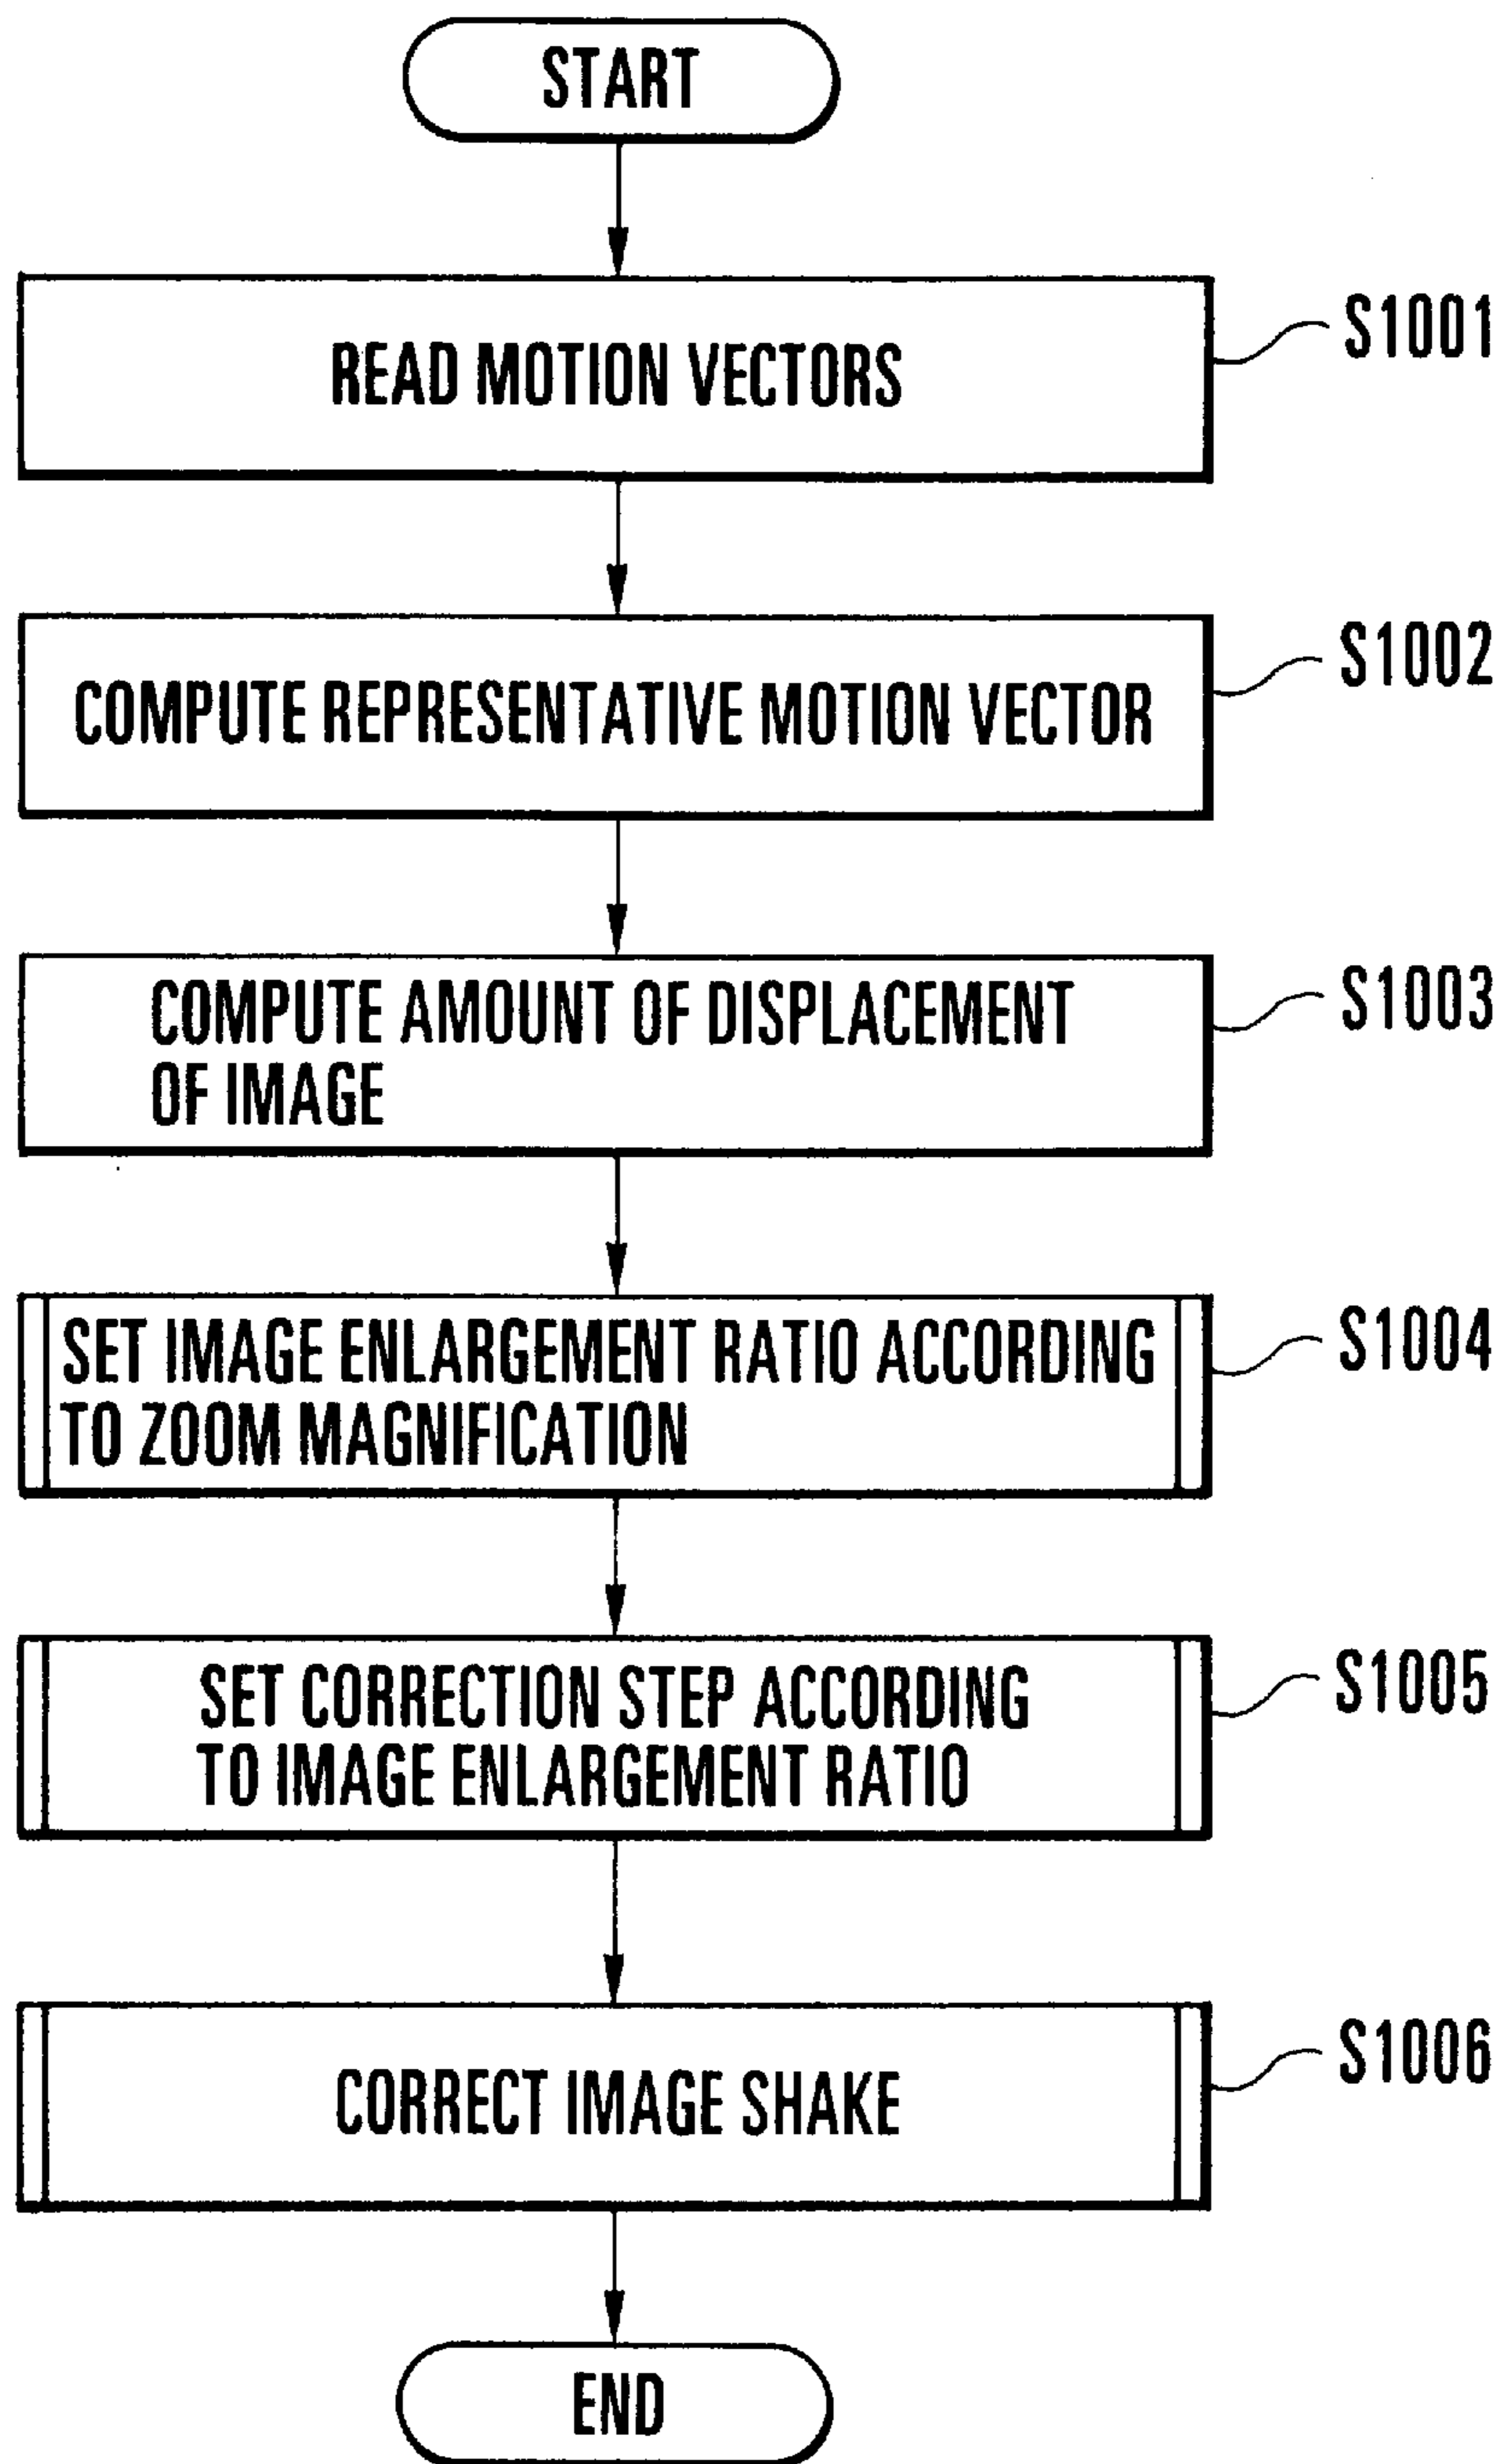 START
READ MOTION VECTORS
S1001
COMPUTE REPRESENTATIVE MOTION VECTOR
S1002
COMPUTE AMOUNT OF DISPLACEMENT
OF IMAGE
S1003
SET IMAGE ENLARGEMENT RATIO ACCORDING
TO ZOOM MAGNIFICATION
S1004
SET CORRECTION STEP ACCORDING
TO IMAGE ENLARGEMENT RATIO
S1005
CORRECT IMAGE SHAKE
S1006
END